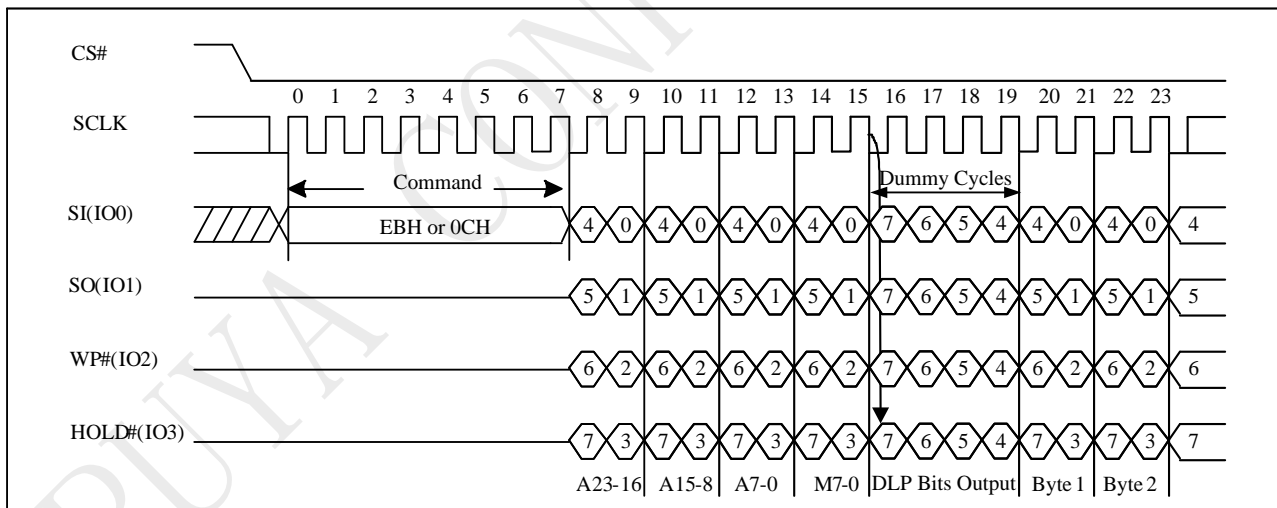 CS#
0 1 2 3 4 5 6 7 8 9 10 11 12 13 14 15 16 17 18 19 20 21 22 23
SCLK
Command
Dummy Cycles
SI(IO0)
EBH or 0CH
4 0 4 0 4 0 4 0 7 6 5 4 4 0 4 0 4
SO(IO1)
5 1 5 1 5 1 5 1 7 6 5 4 5 1 5 1 5
WP#(IO2)
6 2 6 2 6 2 6 2 7 6 5 4 6 2 6 2 6
HOLD#(IO3)
7 3 7 3 7 3 7 3 7 6 5 4 7 3 7 3 7
A23-16 A15-8 A7-0 M7-0 DLP Bits Output Byte 1 Byte 2
PUYA CONF